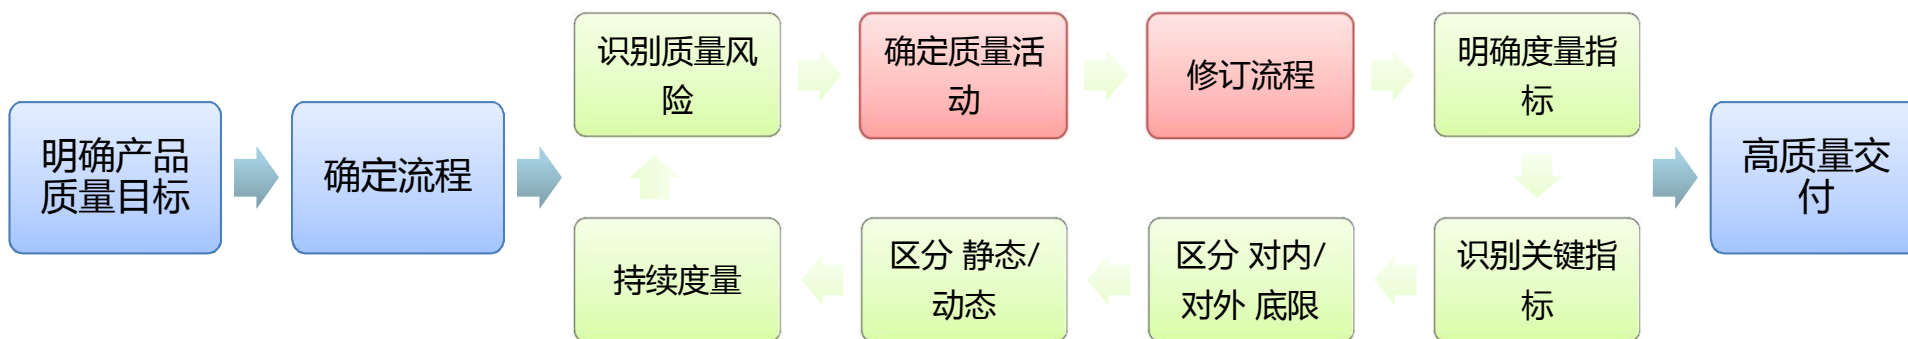 明确产品
质量目标
确定流程
识别质量风
险
确定质量活
动
修订流程
明确度量指
标
识别关键指
标
区分 对内/
对外 底限
区分 静态/
动态
持续度量
高质量交
付